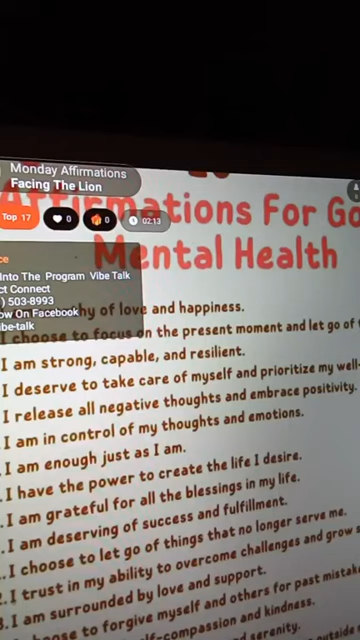 Monday Affirmations
Facing The Lion
Top 17
0
0
02:13
Affirmations For Go
Mental Health
Into The Program Vibe Talk
ct Connect
) 503-8993
ow On Facebook
ibe-talk
hy of love and happiness.
I choose to focus on the present moment and let go of
I am strong, capable, and resilient.
I deserve to take care of myself and prioritize my well-
I release all negative thoughts and embrace positivity.
I am in control of my thoughts and emotions.
I am enough just as I am.
I have the power to create the life I desire.
I am grateful for all the blessings in my life.
I am deserving of success and fulfillment.
I choose to let go of things that no longer serve me.
2. I trust in my ability to overcome challenges and grow
3. I am surrounded by love and support.
to forgive myself and others for past mistake
self-compassion and kindness.